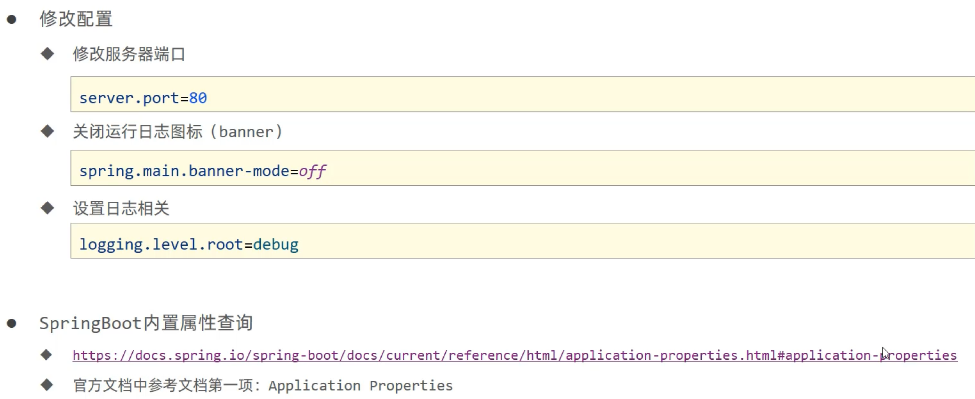 修改配置
修改服务器端口
server.port=80
关闭运行日志图标（banner）
spring.main.banner-mode=off
设置日志相关
logging.level.root=debug
SpringBoot内置属性查询
https://docs.spring.io/spring-boot/docs/current/reference/html/application-properties.html#application-properties
官方文档中参考文档第一项：Application Properties